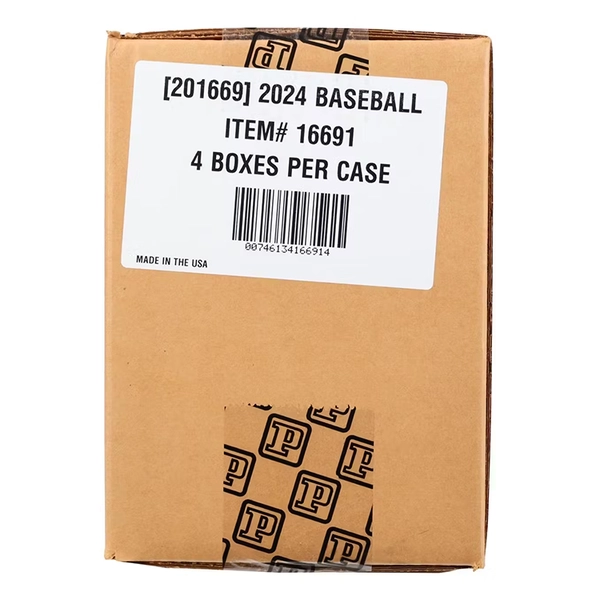 [201669] 2024 BASEBALL
ITEM# 16691
4 BOXES PER CASE
00746134166914
MADE IN THE USA
P
P
P
P
P
P
P
P